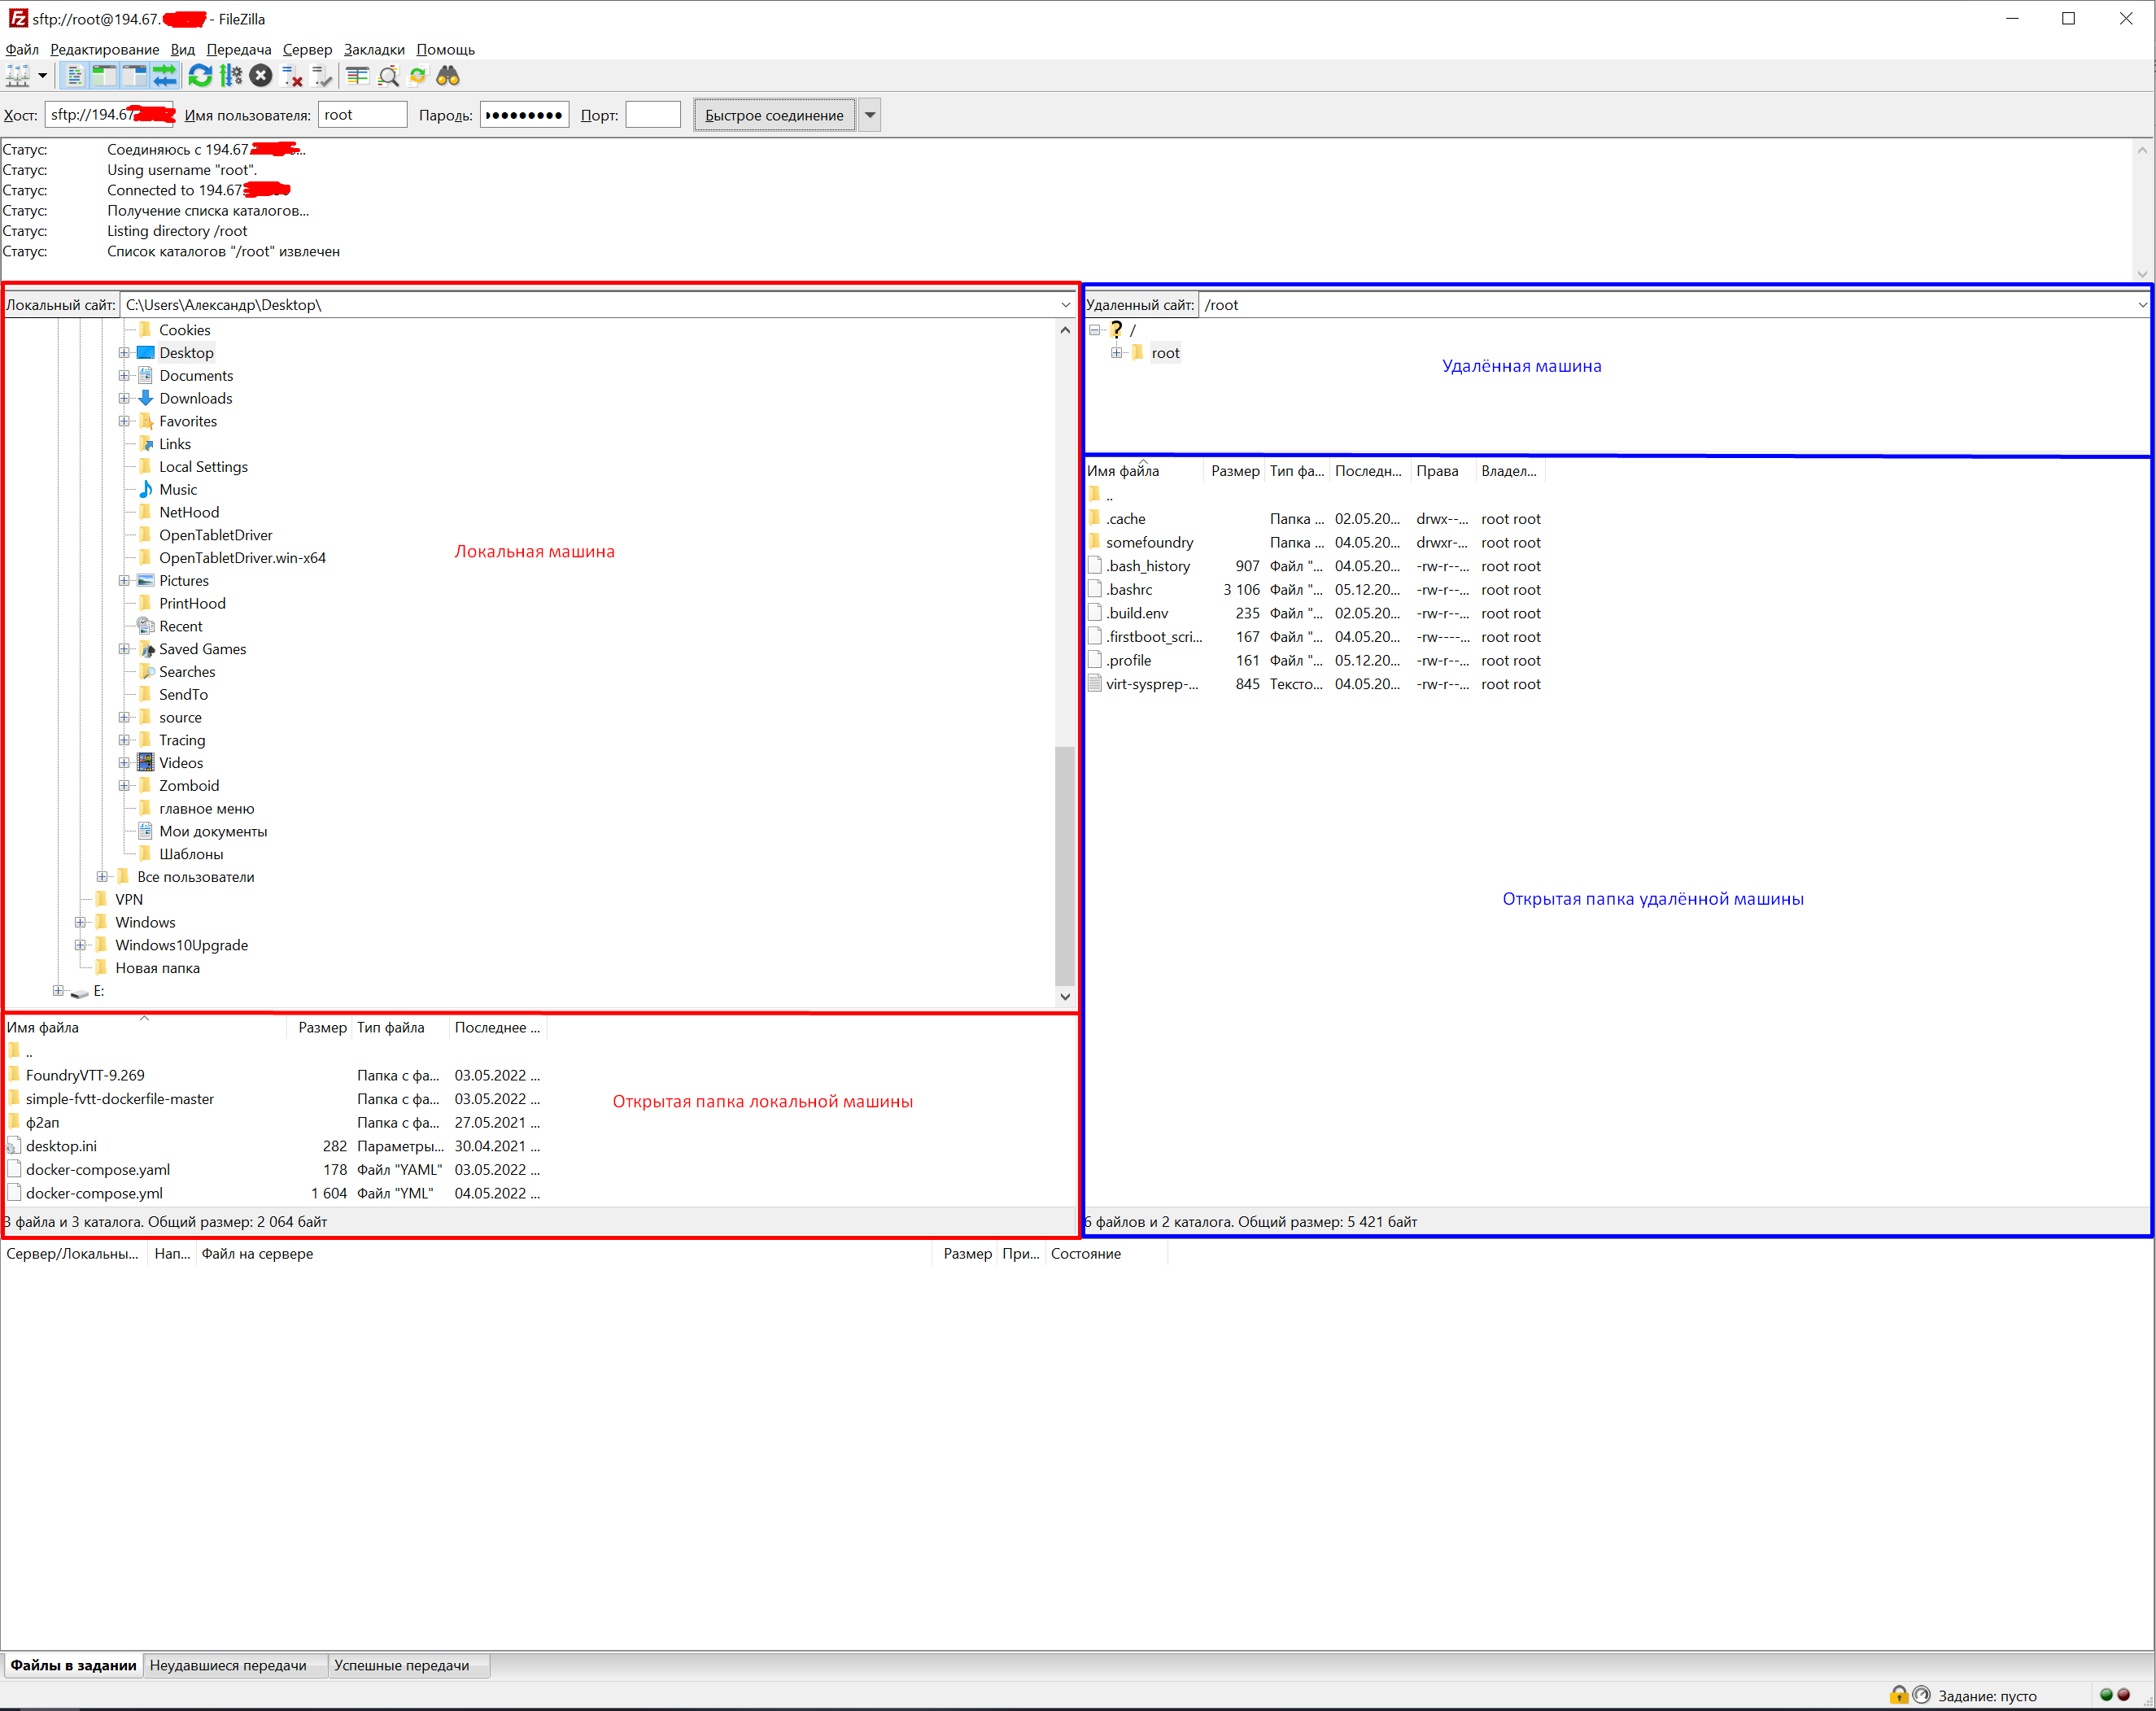 sftp://root@194.67. - FileZilla
Файл Редактирование Вид Передача Сервер Закладки Помощь
Хост: sftp://194.67 Имя пользователя: root Пароль: ●●●●●●●●● Порт: Быстрое соединение
Статус: Соединяюсь с 194.67. ...
Статус: Using username "root".
Статус: Connected to 194.67
Статус: Получение списка каталогов...
Статус: Listing directory /root
Статус: Список каталогов "/root" извлечен
Локальный сайт: C:\Users\Александр\Desktop\
Cookies
Desktop
Documents
Downloads
Favorites
Links
Local Settings
Music
NetHood
OpenTabletDriver
OpenTabletDriver.win-x64
Локальная машина
Pictures
PrintHood
Recent
Saved Games
Searches
SendTo
source
Tracing
Videos
Zomboid
главное меню
Мои документы
Шаблоны
Все пользователи
VPN
Windows
Windows10Upgrade
Новая папка
E:
Имя файла Размер Тип файла Последнее ...
..
FoundryVTT-9.269 Папка с фа... 03.05.2022 ...
simple-fvtt-dockerfile-master Папка с фа... 03.05.2022 ...
ф2ап Папка с фа... 27.05.2021 ...
desktop.ini 282 Параметры... 30.04.2021 ...
docker-compose.yaml 178 Файл "YAML" 03.05.2022 ...
docker-compose.yml 1 604 Файл "YML" 04.05.2022 ...
Открытая папка локальной машины
3 файла и 3 каталога. Общий размер: 2 064 байт
Удаленный сайт: /root
/
root
Удалённая машина
Имя файла Размер Тип фа... Последн... Права Владел...
..
.cache Папка ... 02.05.20... drwx--... root root
somefoundry Папка ... 04.05.20... drwxr-... root root
.bash_history 907 Файл "... 04.05.20... -rw-r--... root root
.bashrc 3 106 Файл "... 05.12.20... -rw-r--... root root
.build.env 235 Файл "... 02.05.20... -rw-r--... root root
.firstboot_scri... 167 Файл "... 04.05.20... -rw----... root root
.profile 161 Файл "... 05.12.20... -rw-r--... root root
virt-sysprep-... 845 Тексто... 04.05.20... -rw-r--... root root
Открытая папка удалённой машины
6 файлов и 2 каталога. Общий размер: 5 421 байт
Сервер/Локальны... Нап... Файл на сервере Размер При... Состояние
Файлы в задании Неудавшиеся передачи Успешные передачи
Задание: пусто